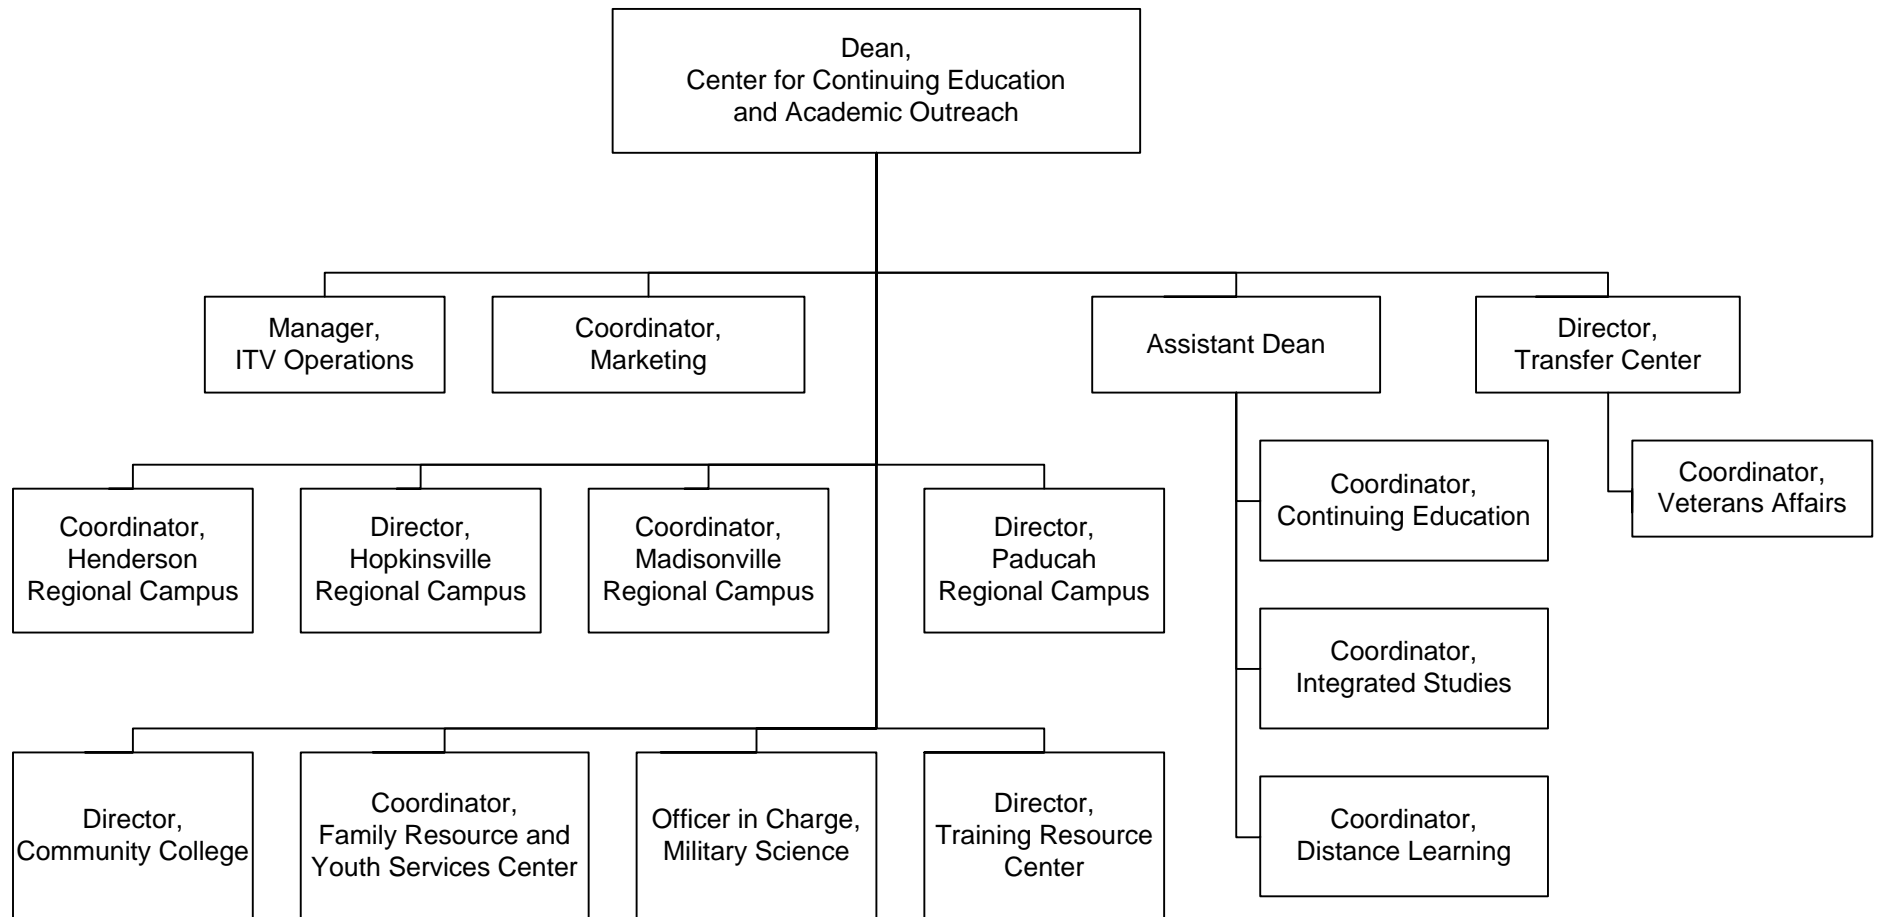 Dean,
Center for Continuing Education
and Academic Outreach
Manager,
ITV Operations
Coordinator,
Marketing
Assistant Dean
Director,
Transfer Center
Coordinator,
Continuing Education
Coordinator,
Veterans Affairs
Coordinator,
Henderson
Regional Campus
Director,
Hopkinsville
Regional Campus
Coordinator,
Madisonville
Regional Campus
Director,
Paducah
Regional Campus
Coordinator,
Integrated Studies
Director,
Community College
Coordinator,
Family Resource and
Youth Services Center
Officer in Charge,
Military Science
Director,
Training Resource
Center
Coordinator,
Distance Learning